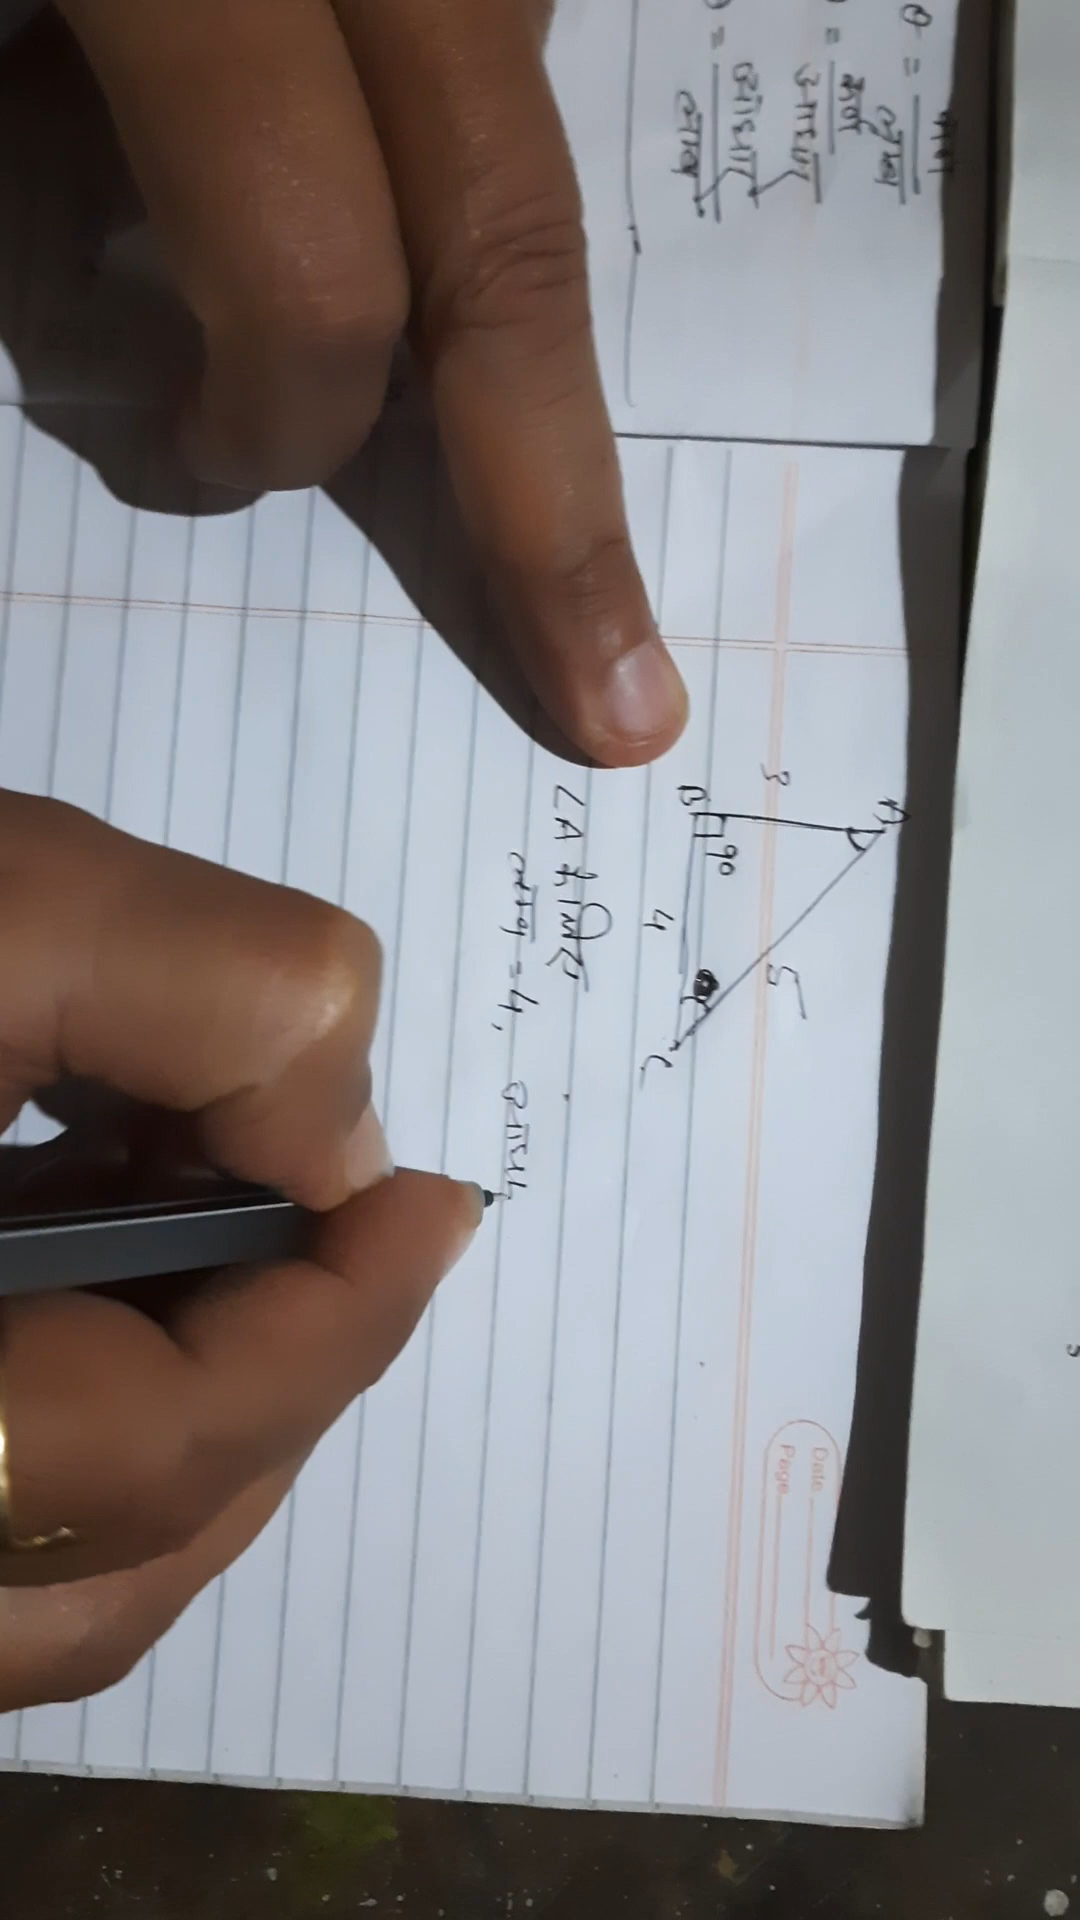 θ =
कर्ण
लम्ब
=
कर्ण
आधार
=
आधार
लम्ब
A
3
5
B
90
4
C
∠A के लिए
लम्ब = 4, आधा
Date
Page